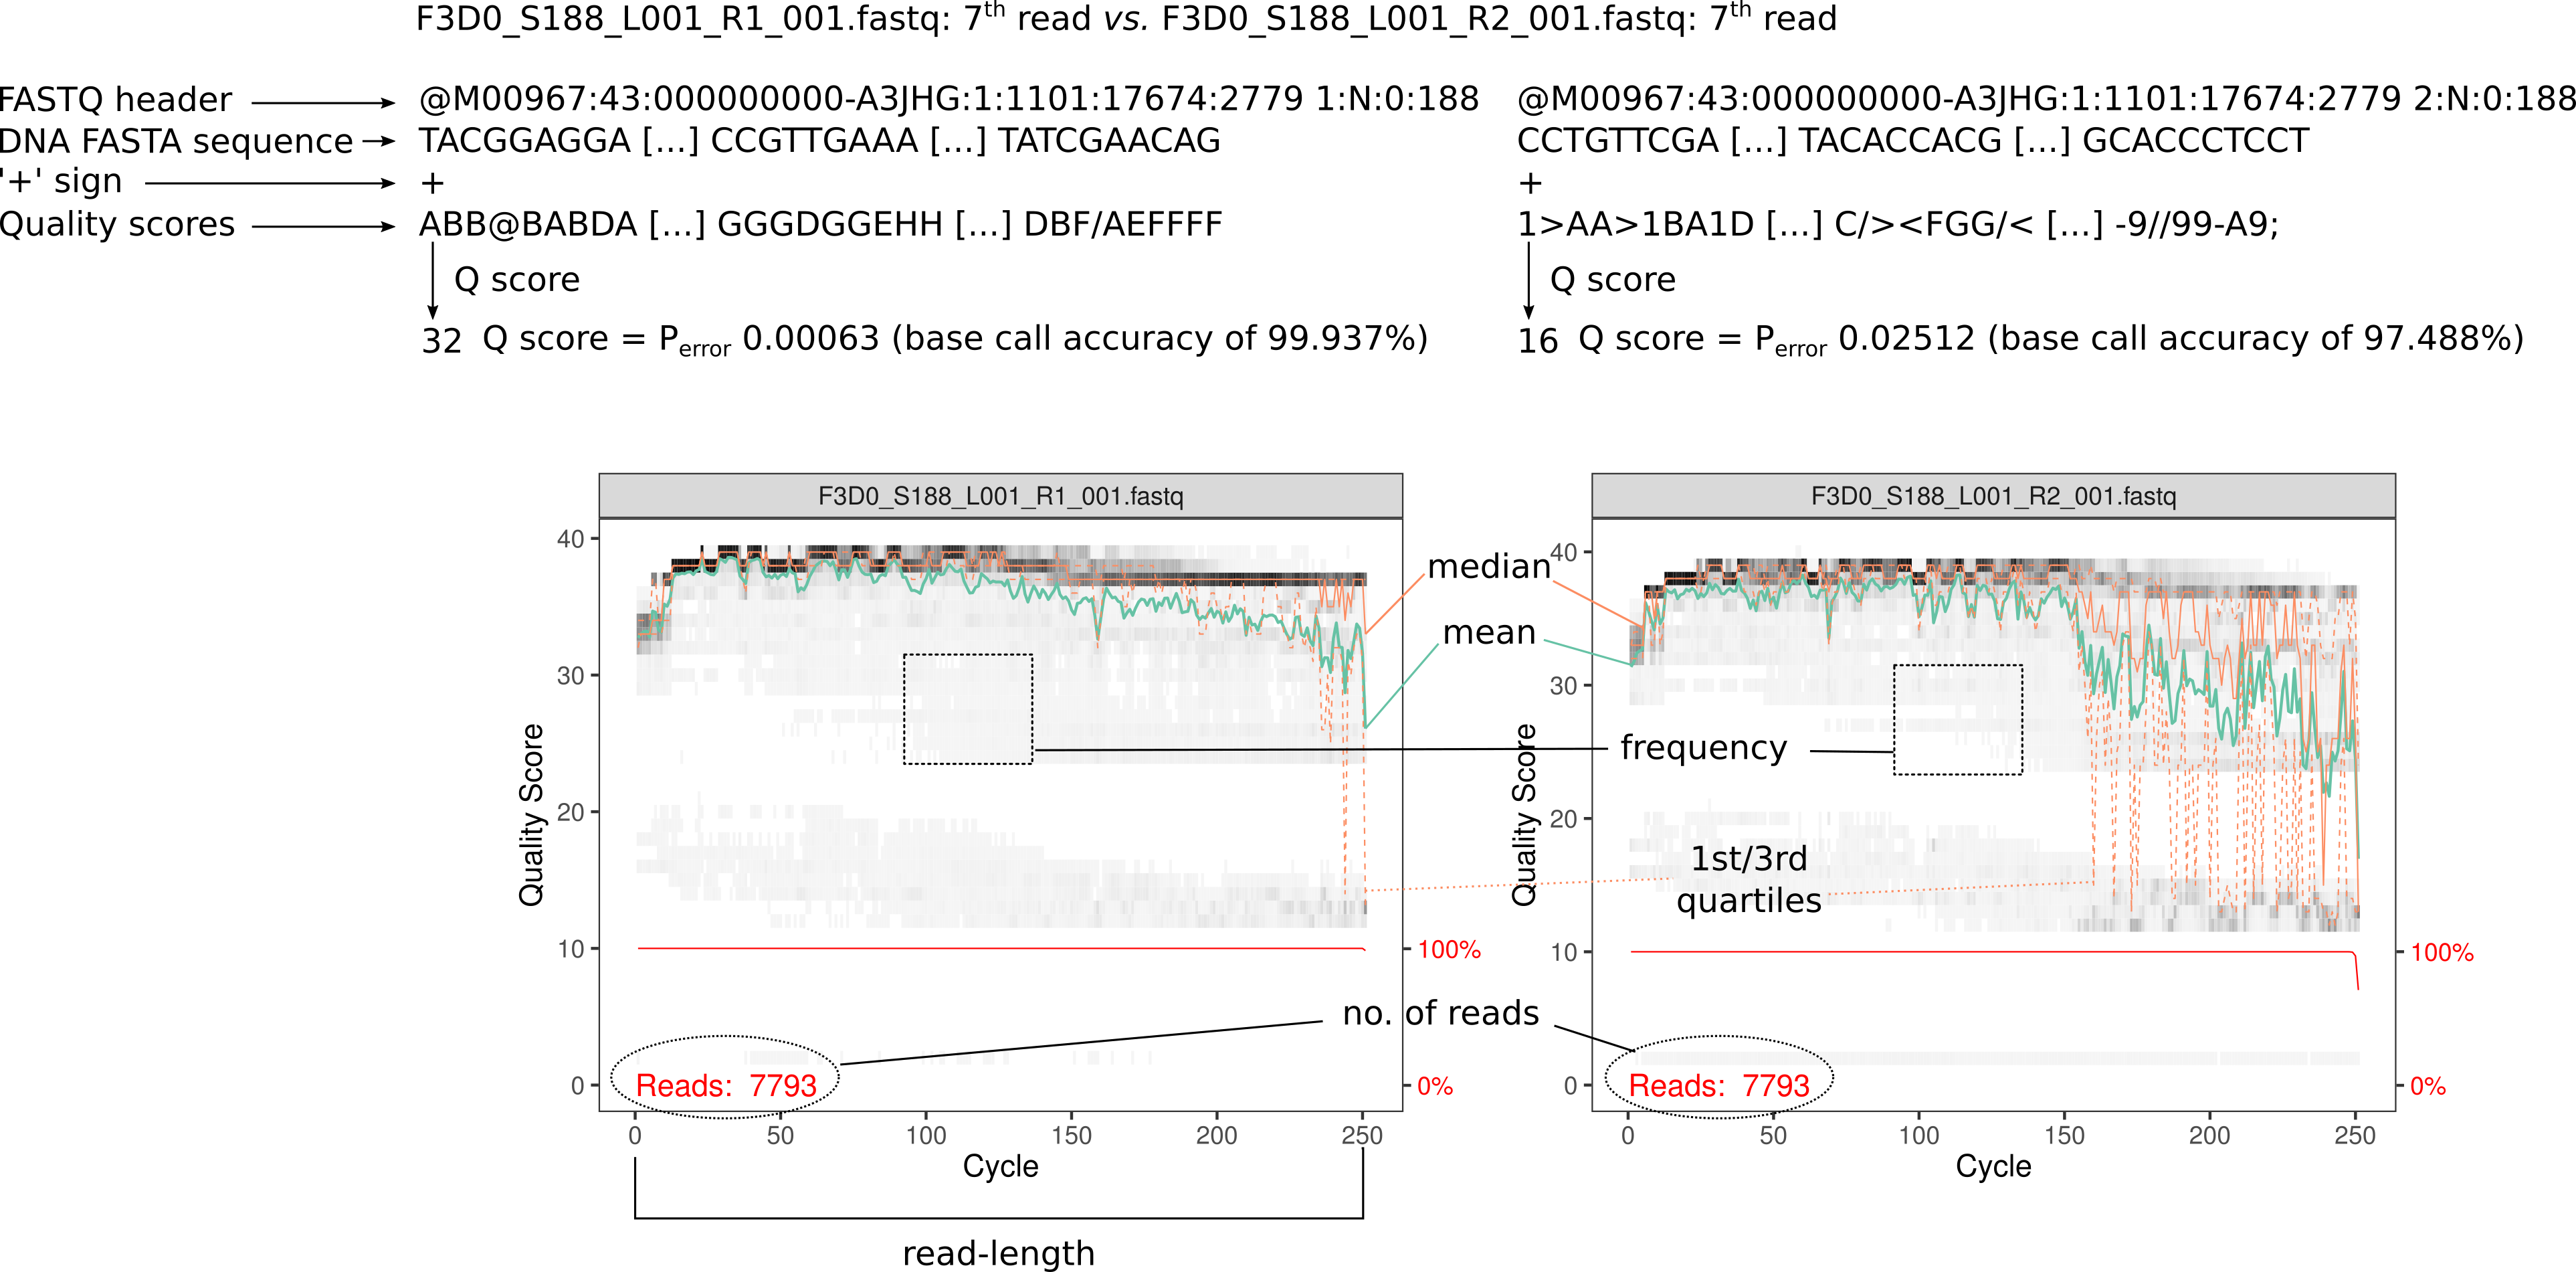 F3D0_S188_L001_R1_001.fastq: 7th read vs. F3D0_S188_L001_R2_001.fastq: 7th read
FASTQ header
@M00967:43:000000000-A3JHG:1:1101:17674:2779 1:N:0:188
@M00967:43:000000000-A3JHG:1:1101:17674:2779 2:N:0:188
DNA FASTA sequence
TACGGAGGA [...] CCGTTGAAA [...] TATCGAACAG
CCTGTTCGA [...] TACACCACG [...] GCACCCTCCT
'+' sign
+
+
Quality scores
ABB@BABDA [...] GGGDGGEHH [...] DBF/AEFFFF
1>AA>1BA1D [...] C/><FGG/< [...] -9//99-A9;
Q score
Q score
32 Q score = Perror 0.00063 (base call accuracy of 99.937%)
16 Q score = Perror 0.02512 (base call accuracy of 97.488%)
F3D0_S188_L001_R1_001.fastq
40
30
20
10
0
Quality Score
100%
0%
Reads: 7793
0 50 100 150 200 250
Cycle
read-length
median
mean
frequency
1st/3rd
quartiles
no. of reads
F3D0_S188_L001_R2_001.fastq
40
30
20
10
0
Quality Score
100%
0%
Reads: 7793
0 50 100 150 200 250
Cycle